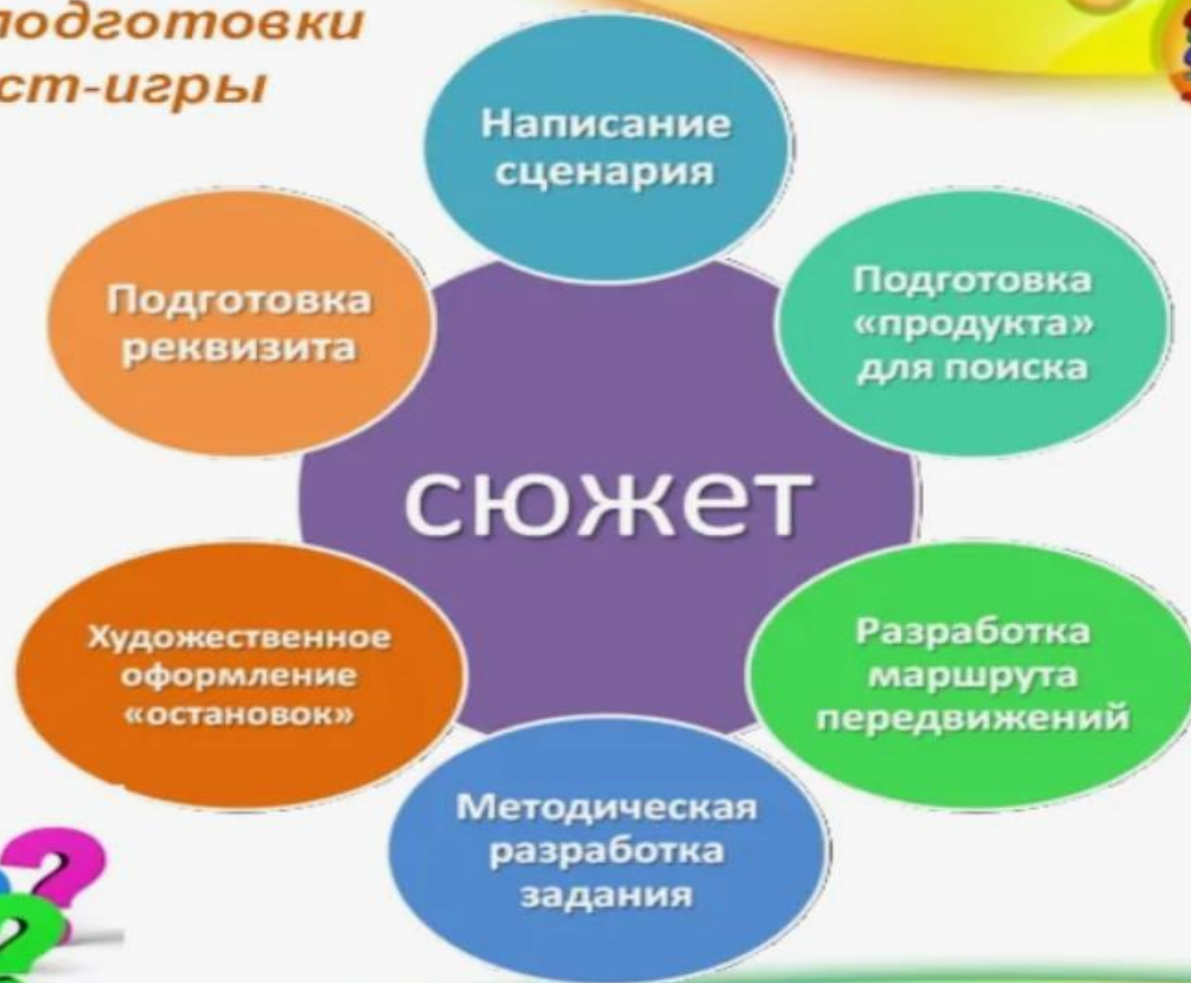 подготовки
ст-игры
Написание
сценария
Подготовка
«продукта»
для поиска
Разработка
маршрута
передвижений
Методическая
разработка
задания
Художественное
оформление
«остановок»
Подготовка
реквизита
сюжет